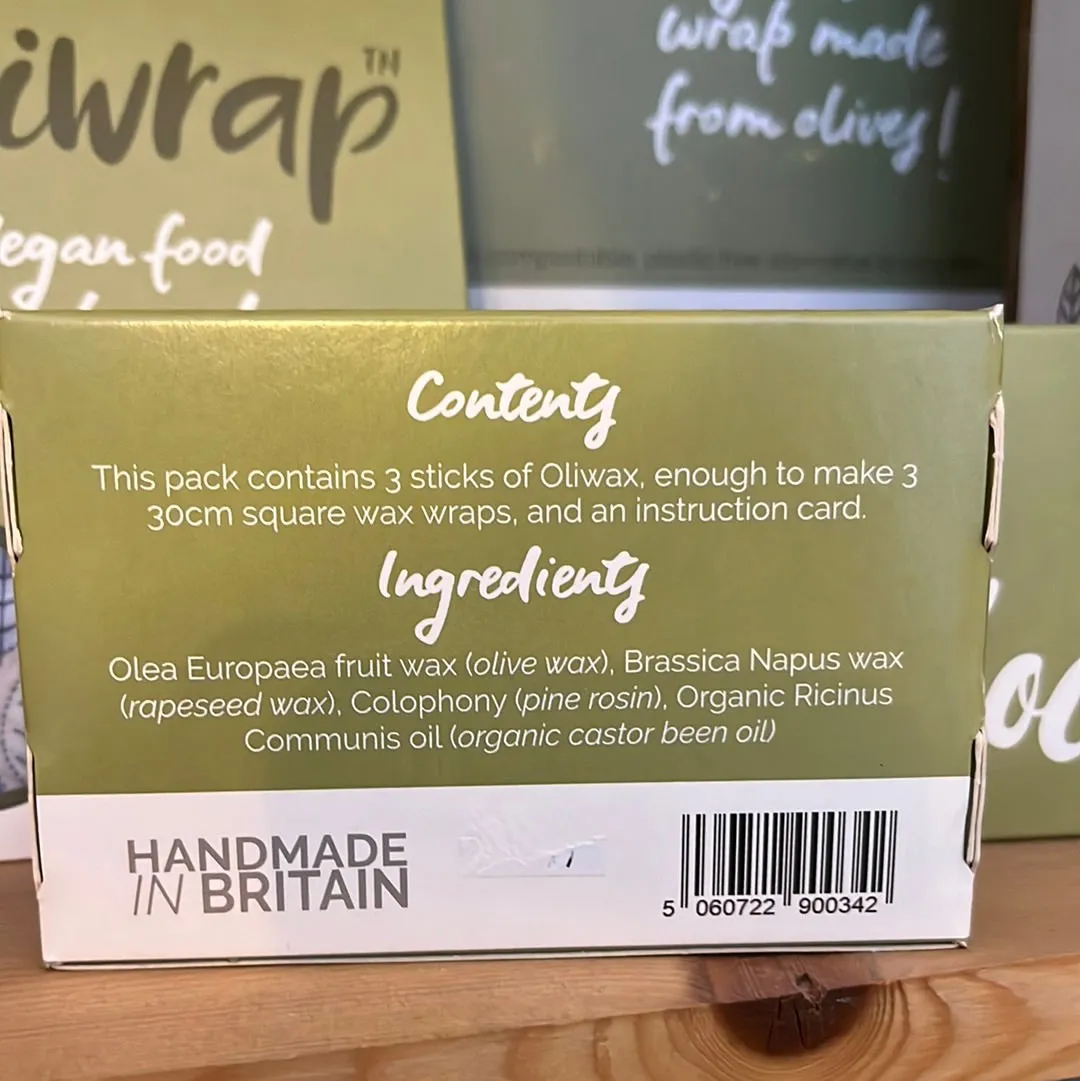 iwrap™
egan food
wrap made
from olives!
Contents
This pack contains 3 sticks of Oliwax, enough to make 3
30cm square wax wraps, and an instruction card.
Ingredients
Olea Europaea fruit wax (olive wax), Brassica Napus wax
(rapeseed wax), Colophony (pine rosin), Organic Ricinus
Communis oil (organic castor been oil)
HANDMADE
IN BRITAIN
5 060722 900342